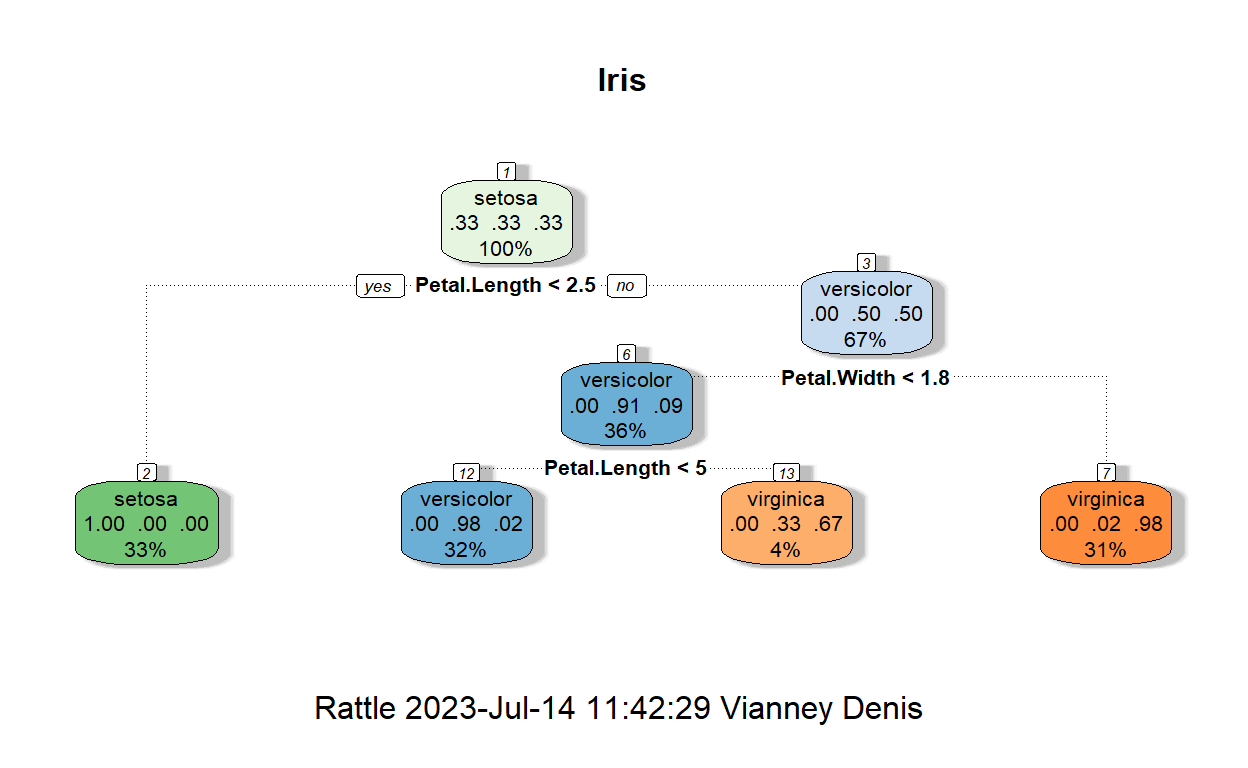 Iris
1
setosa
.33 .33 .33
100%
yes Petal.Length < 2.5 no
3
versicolor
.00 .50 .50
67%
6
versicolor
.00 .91 .09
36%
Petal.Width < 1.8
Petal.Length < 5
2
setosa
1.00 .00 .00
33%
12
versicolor
.00 .98 .02
32%
13
virginica
.00 .33 .67
4%
7
virginica
.00 .02 .98
31%
Rattle 2023-Jul-14 11:42:29 Vianney Denis